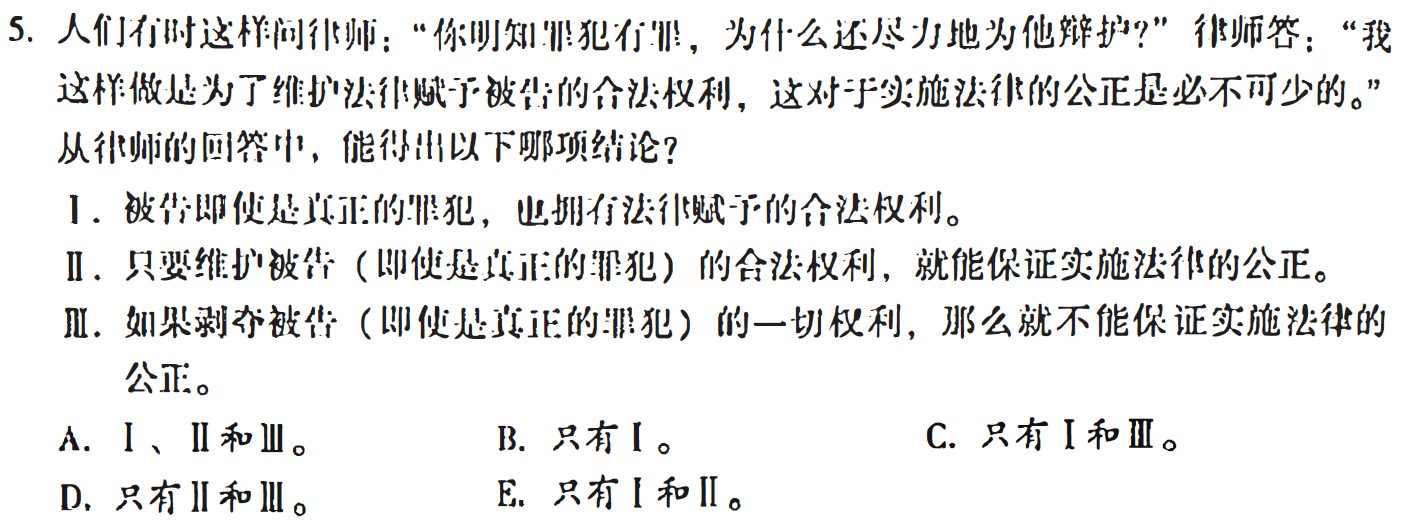 5. 人们有时这样问律师：“你明知罪犯有罪，为什么还尽力地为他辩护?” 律师答：“我
这样做是为了维护法律赋予被告的合法权利，这对于实施法律的公正是必不可少的。”
从律师的回答中，能得出以下哪项结论?
Ⅰ. 被告即使是真正的罪犯，也拥有法律赋予的合法权利。
Ⅱ. 只要维护被告（即使是真正的罪犯）的合法权利，就能保证实施法律的公正。
Ⅲ. 如果剥夺被告（即使是真正的罪犯）的一切权利，那么就不能保证实施法律的
公正。
A. Ⅰ、Ⅱ和Ⅲ。 B. 只有Ⅰ。 C. 只有Ⅰ和Ⅲ。
D. 只有Ⅱ和Ⅲ。 E. 只有Ⅰ和Ⅱ。